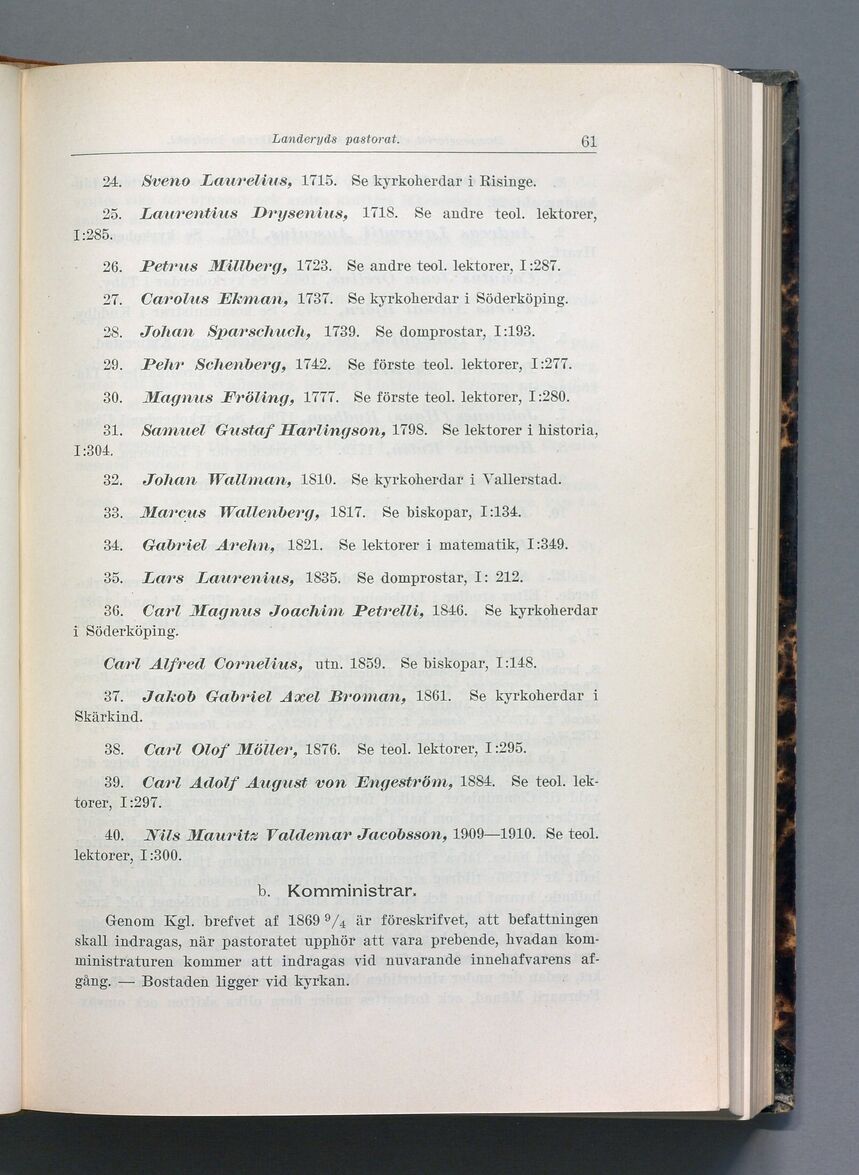 Landeryds pastorat. 61
24. Sveno Laurelius, 1715. Se kyrkoherdar i Risinge.
25. Laurentius Drysenius, 1718. Se andre teol. lektorer,
I:285.
26. Petrus Millberg, 1723. Se andre teol. lektorer, I:287.
27. Carolus Ekman, 1737. Se kyrkoherdar i Söderköping.
28. Johan Sparschuch, 1739. Se domprostar, I:193.
29. Pehr Schenberg, 1742. Se förste teol. lektorer, I:277.
30. Magnus Fröling, 1777. Se förste teol. lektorer, I:280.
31. Samuel Gustaf Harlingson, 1798. Se lektorer i historia,
I:304.
32. Johan Wallman, 1810. Se kyrkoherdar i Vallerstad.
33. Marcus Wallenberg, 1817. Se biskopar, I:134.
34. Gabriel Arehn, 1821. Se lektorer i matematik, I:349.
35. Lars Laurenius, 1835. Se domprostar, I: 212.
36. Carl Magnus Joachim Petrelli, 1846. Se kyrkoherdar
i Söderköping.
Carl Alfred Cornelius, utn. 1859. Se biskopar, I:148.
37. Jakob Gabriel Axel Broman, 1861. Se kyrkoherdar i
Skärkind.
38. Carl Olof Möller, 1876. Se teol. lektorer, I:295.
39. Carl Adolf August von Engeström, 1884. Se teol. lek-
torer, I:297.
40. Nils Mauritz Valdemar Jacobsson, 1909—1910. Se teol.
lektorer, I:300.
b. Komministrar.
Genom Kgl. brefvet af 1869 9/4 är föreskrifvet, att befattningen
skall indragas, när pastoratet upphör att vara prebende, hvadan kom-
ministraturen kommer att indragas vid nuvarande innehafvarens af-
gång. — Bostaden ligger vid kyrkan.